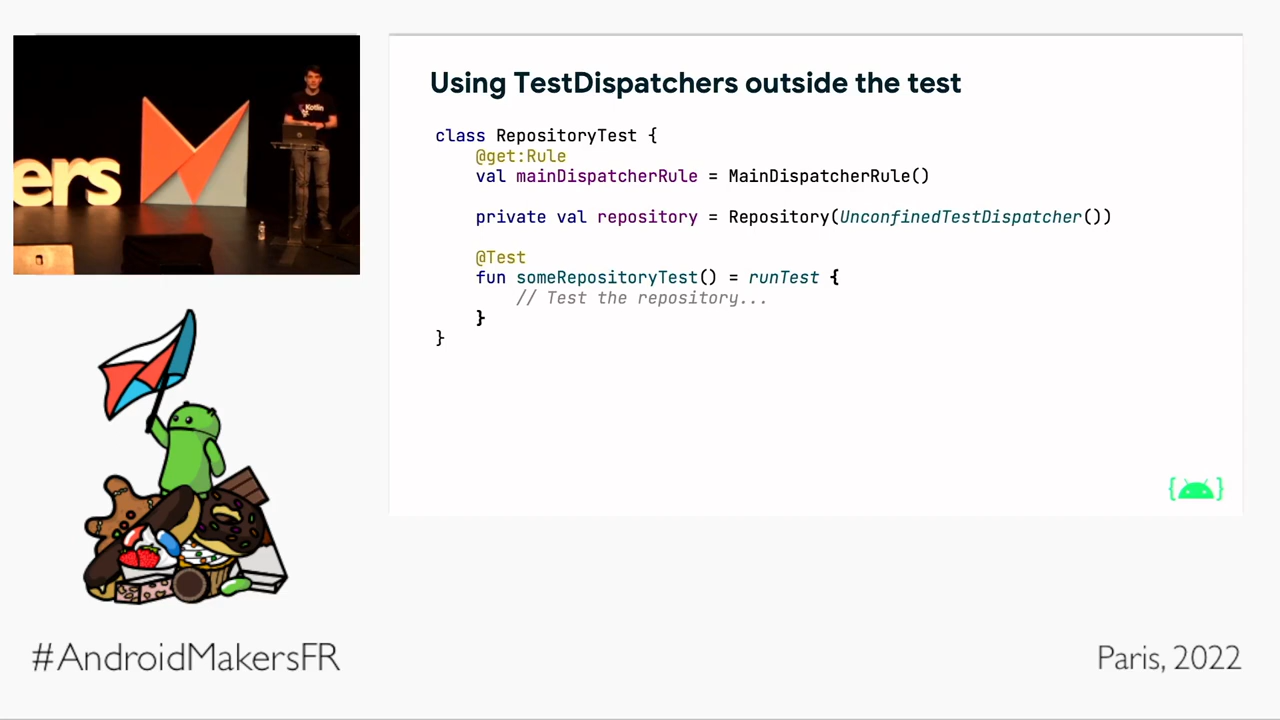 ers
Kotlin
Using TestDispatchers outside the test
class RepositoryTest {
@get:Rule
val mainDispatcherRule = MainDispatcherRule()
private val repository = Repository(UnconfinedTestDispatcher())
@Test
fun someRepositoryTest() = runTest {
// Test the repository...
}
}
#AndroidMakersFR
Paris, 2022